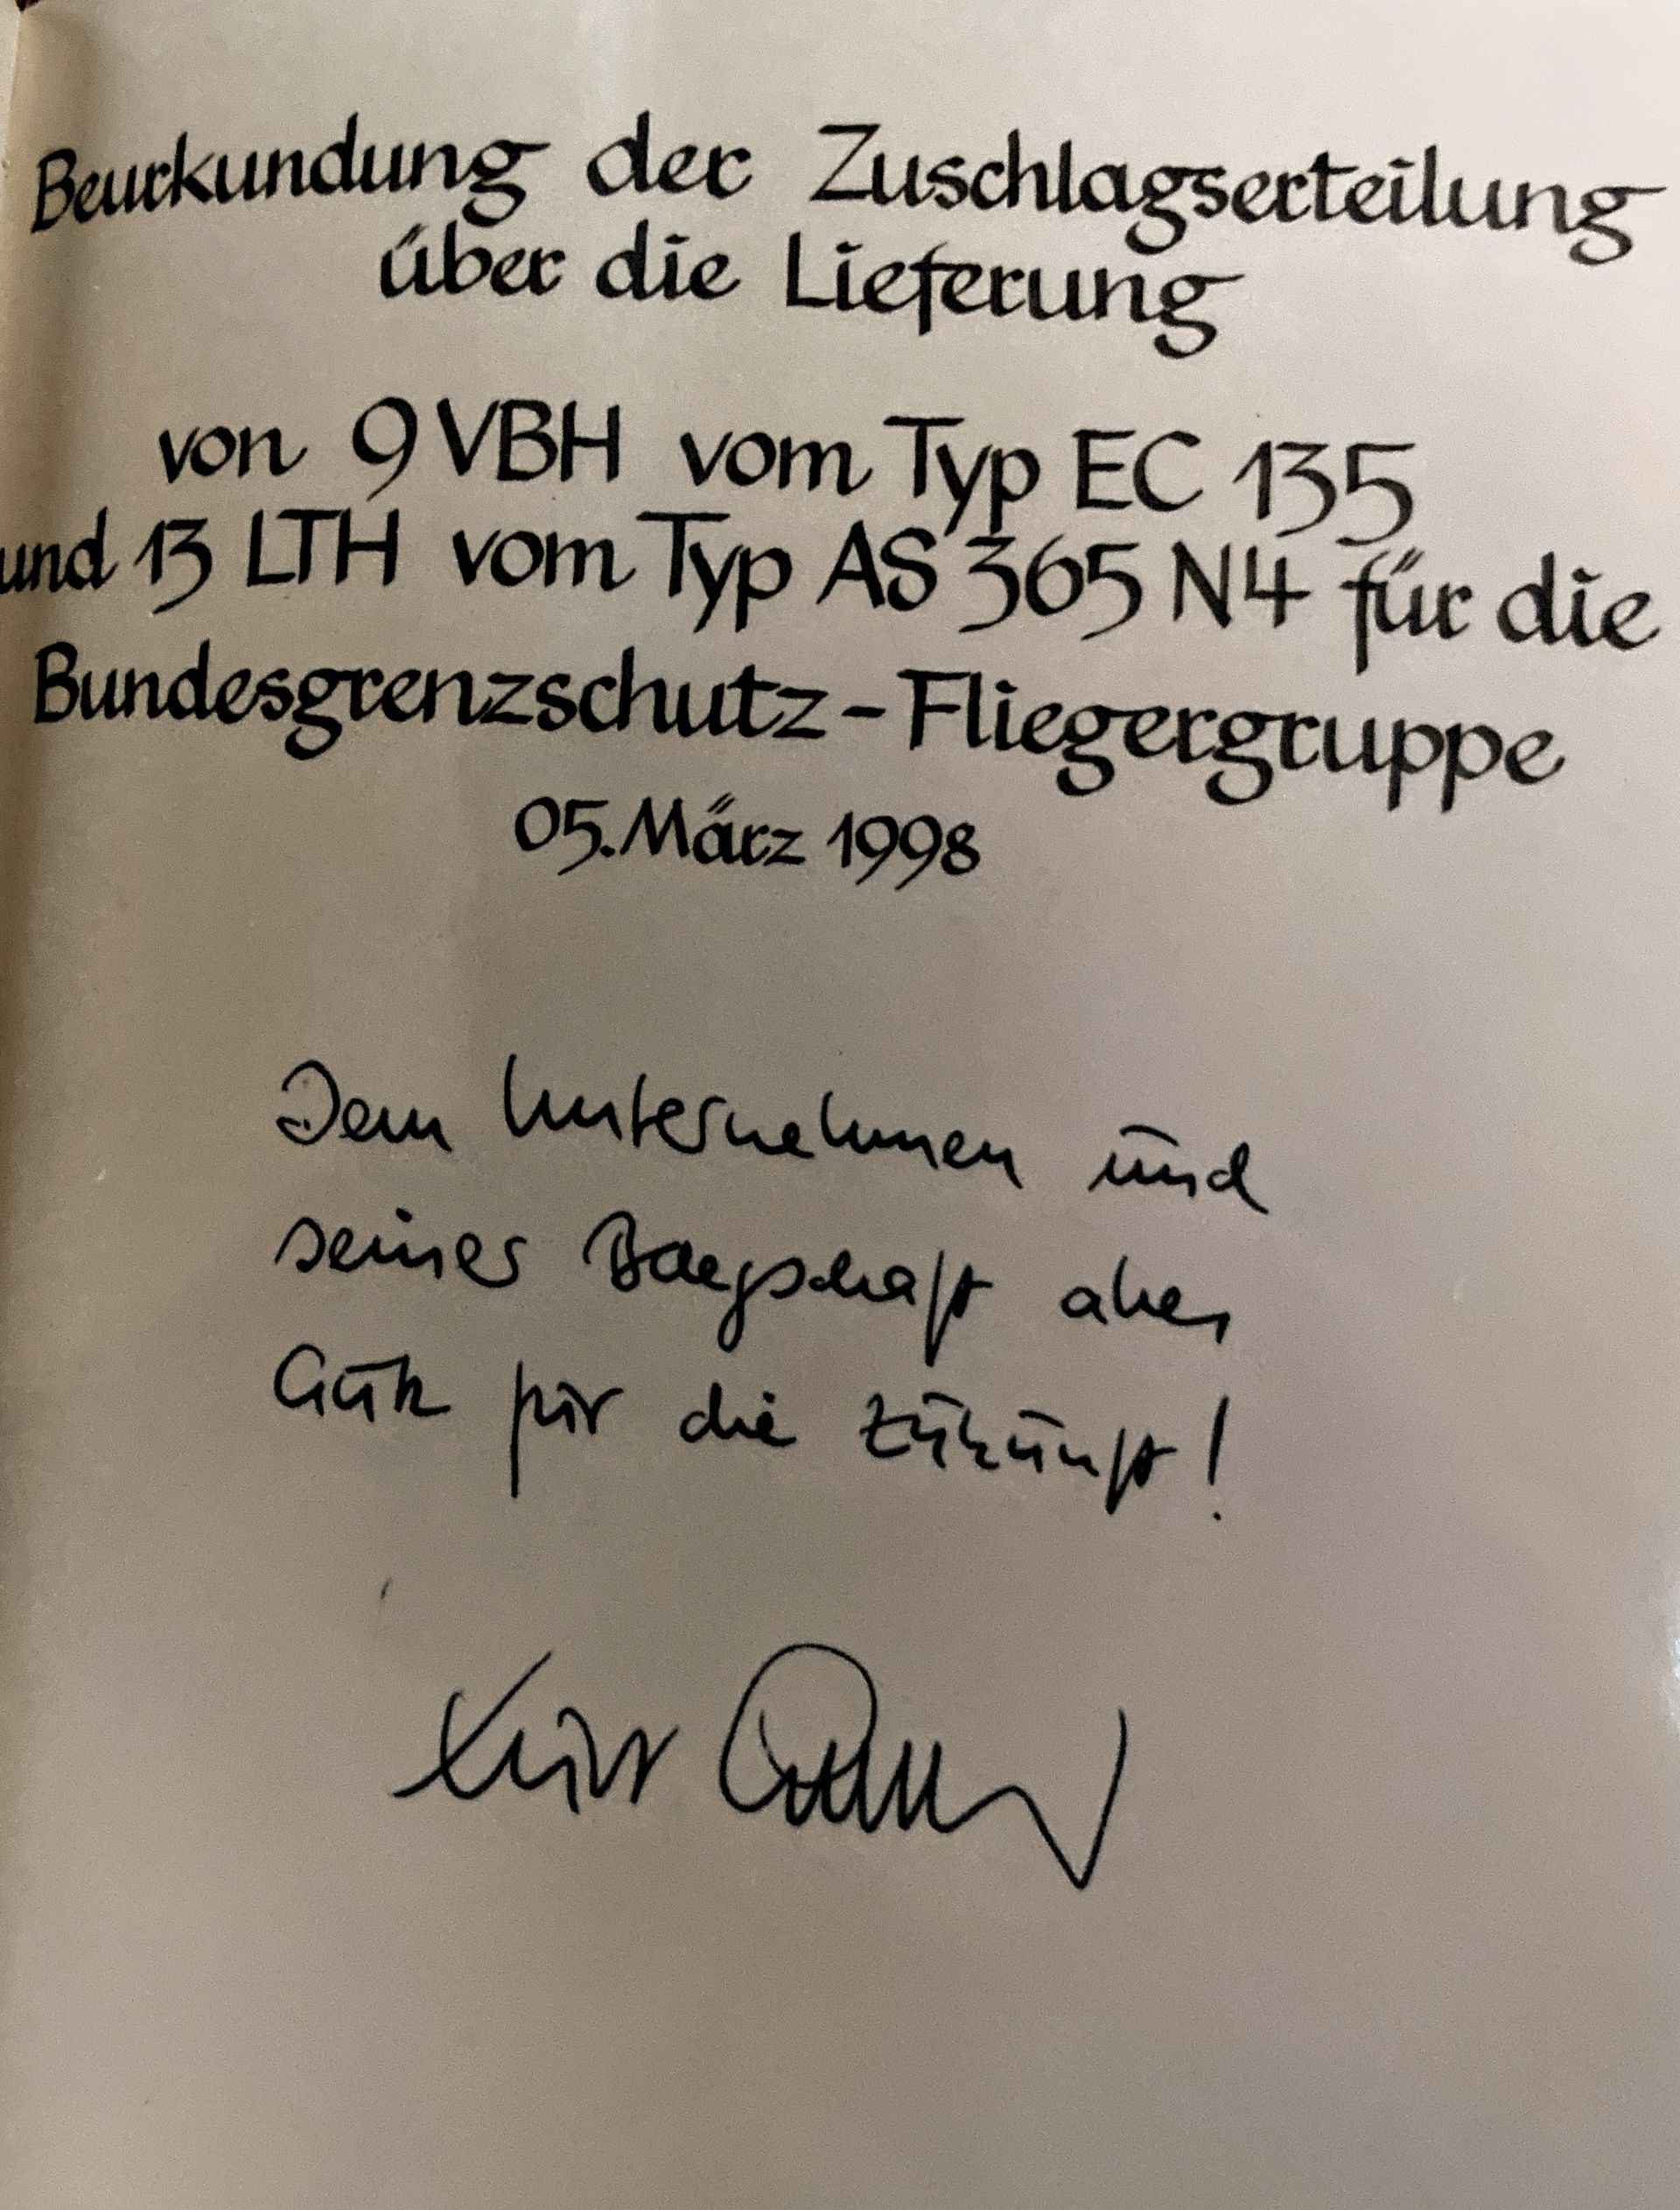 Beurkundung der Zuschlagserteilung
über die Lieferung
von 9 VBH vom Typ EC 135
und 13 LTH vom Typ AS 365 N4 für die
Bundesgrenzschutz-Fliegergruppe
05. März 1998
Dem Unternehmen und
seiner Belegschaft alles
Gute für die Zukunft!
Kurt